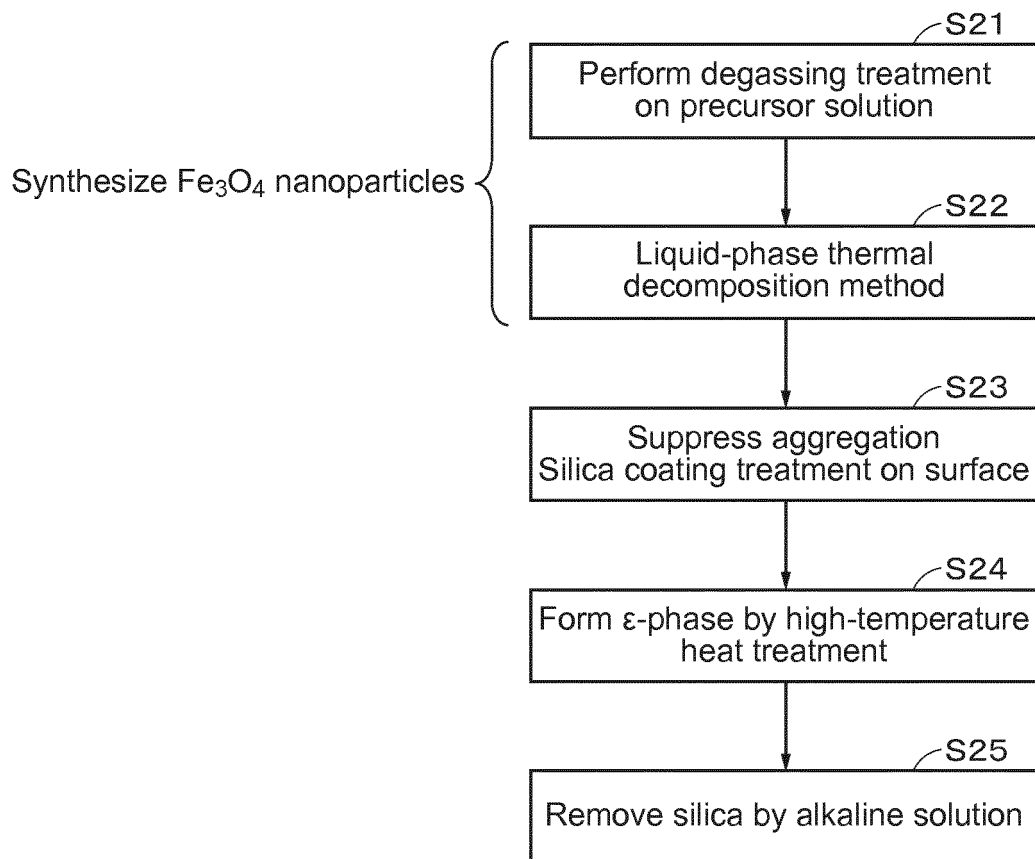 S21
Perform degassing treatment
on precursor solution
Synthesize Fe₃O₄ nanoparticles
S22
Liquid-phase thermal
decomposition method
S23
Suppress aggregation
Silica coating treatment on surface
S24
Form ε-phase by high-temperature
heat treatment
S25
Remove silica by alkaline solution